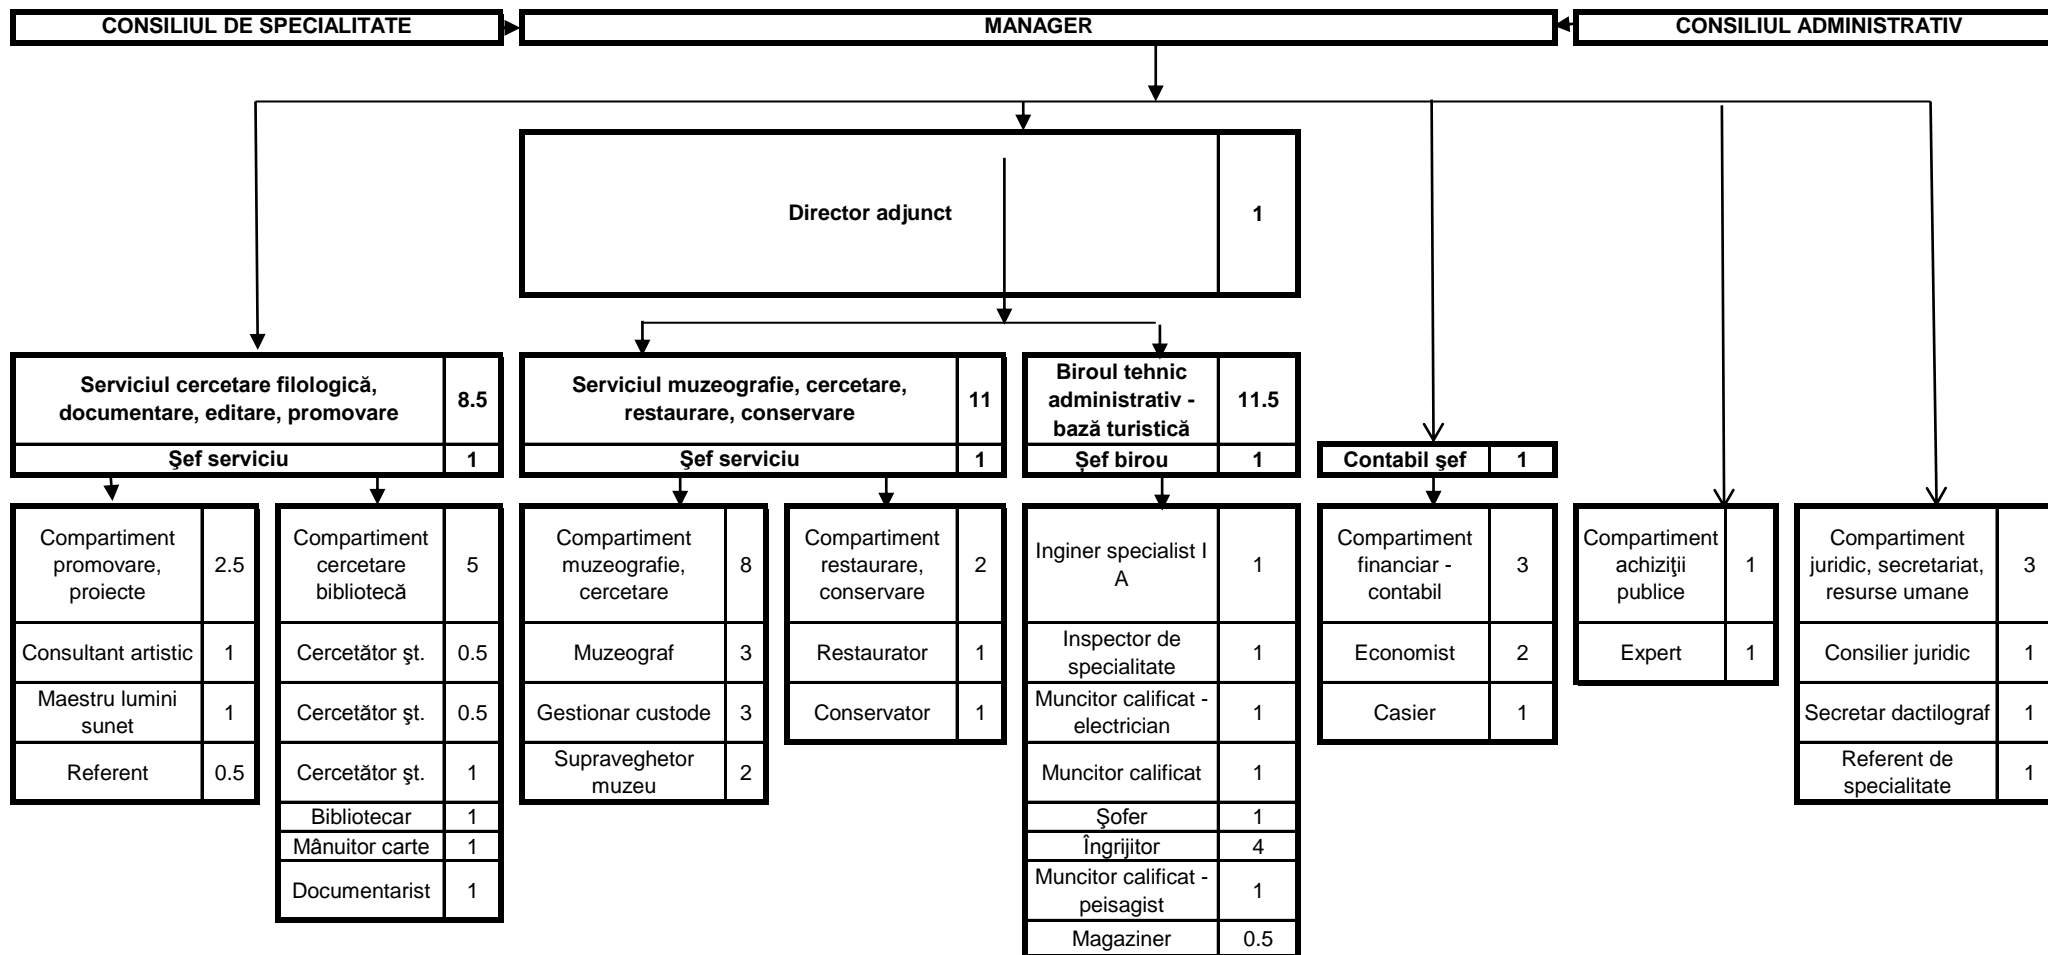 CONSILIUL DE SPECIALITATE
MANAGER
CONSILIUL ADMINISTRATIV
Director adjunct
1
Serviciul cercetare filologică,
documentare, editare, promovare
8.5
Şef serviciu
1
Serviciul muzeografie, cercetare,
restaurare, conservare
11
Şef serviciu
1
Biroul tehnic
administrativ -
bază turistică
11.5
Șef birou
1
Contabil şef
1
Compartiment
promovare,
proiecte
2.5
Consultant artistic
1
Maestru lumini
sunet
1
Referent
0.5
Compartiment
cercetare
bibliotecă
5
Cercetător şt.
0.5
Cercetător şt.
0.5
Cercetător şt.
1
Bibliotecar
1
Mânuitor carte
1
Documentarist
1
Compartiment
muzeografie,
cercetare
8
Muzeograf
3
Gestionar custode
3
Supraveghetor
muzeu
2
Compartiment
restaurare,
conservare
2
Restaurator
1
Conservator
1
Inginer specialist I
A
1
Inspector de
specialitate
1
Muncitor calificat -
electrician
1
Muncitor calificat
1
Şofer
1
Îngrijitor
4
Muncitor calificat -
peisagist
1
Magaziner
0.5
Compartiment
financiar -
contabil
3
Economist
2
Casier
1
Compartiment
achiziţii
publice
1
Expert
1
Compartiment
juridic, secretariat,
resurse umane
3
Consilier juridic
1
Secretar dactilograf
1
Referent de
specialitate
1